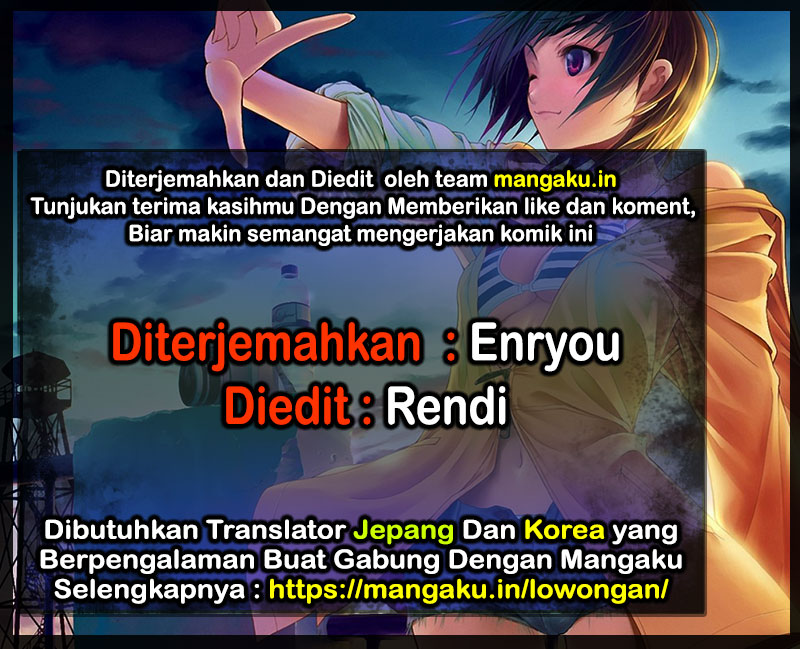 Diterjemahkan dan Diedit oleh team mangaku.in
Tunjukan terima kasihmu Dengan Memberikan like dan koment,
Biar makin semangat mengerjakan komik ini
Diterjemahkan : Enryou
Diedit : Rendi
Dibutuhkan Translator Jepang Dan Korea yang
Berpengalaman Buat Gabung Dengan Mangaku
Selengkapnya : https://mangaku.in/lowongan/